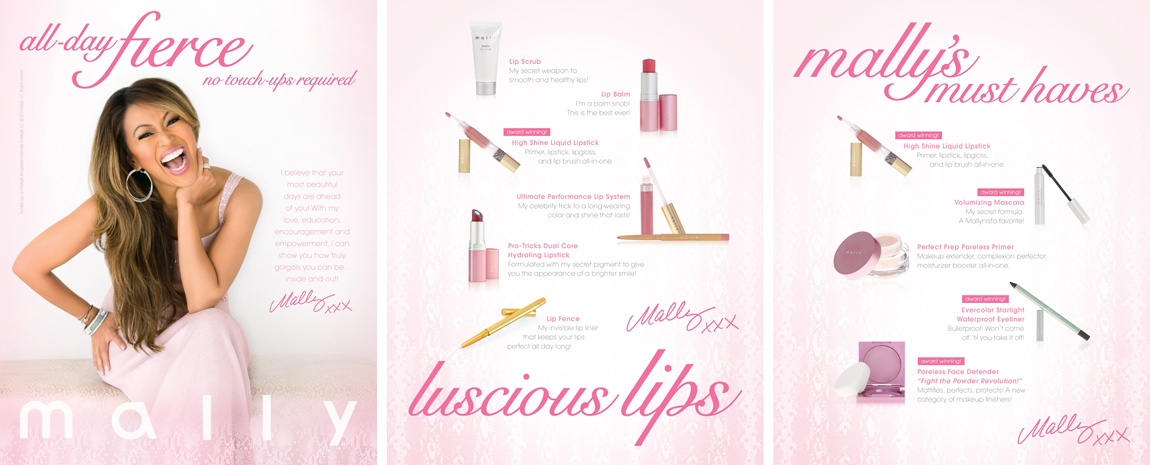 all-day fierce
no-touch-ups required
I believe that your
most beautiful
days are ahead
of you! With my
love, education,
encouragement and
empowerment, I can
show you how truly
gorgois you can be...
inside and out!
Mally xxx
mally
mally
Lip Scrub
My secret weapon to
smooth and healthy lips!
Lip Balm
I'm a balm snob!
This is the best ever!
award winning!
High Shine Liquid Lipstick
Primer, lipstick, lipgloss,
and lip brush all-in-one.
Ultimate Performance Lip System
My celebrity trick to a long-wearing
color and shine that lasts!
Pro-Tricks Dual Core
Hydrating Lipstick
Formulated with my secret pigment to give
you the appearance of a brighter smile!
Lip Fence
My invisible lip liner
that keeps your lips
perfect all day long!
Mally xxx
luscious lips
mally's
must haves
award winning!
High Shine Liquid Lipstick
Primer, lipstick, lipgloss,
and lip brush all-in-one.
award winning!
Volumizing Mascara
My secret formula.
A Mallynista favorite!
Perfect Prep Poreless Primer
Makeup extender, complexion perfector,
moisturizer booster all-in-one.
award winning!
Evercolor Starlight
Waterproof Eyeliner
Bulletproof! Won't come
off 'til you take it off!
award winning!
Poreless Face Defender
"Fight the Powder Revolution!"
Mattifies, perfects, protects! A new
category of makeup finishers!
Mally xxx